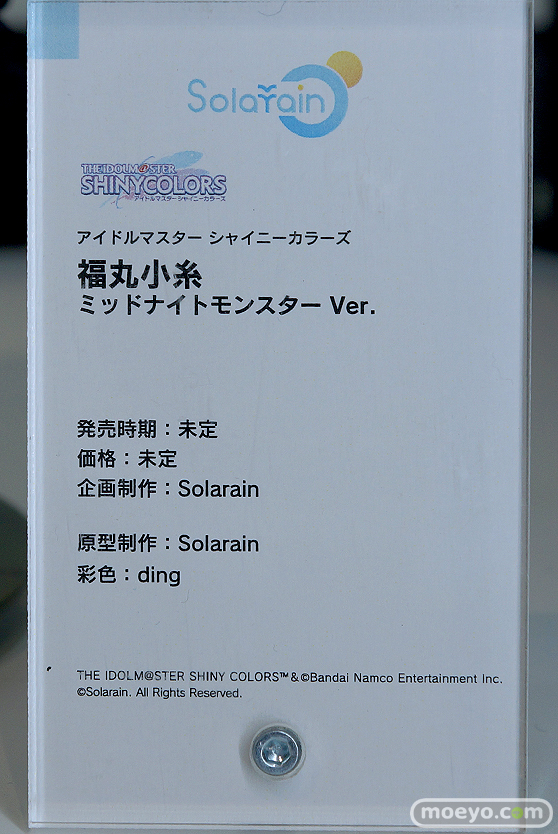 Solarain
THE IDOLM@STER
SHINYCOLORS
アイドルマスター シャイニーカラーズ
アイドルマスター シャイニーカラーズ
福丸小糸
ミッドナイトモンスター Ver.
発売時期：未定
価格：未定
企画制作：Solarain
原型制作：Solarain
彩色：ding
THE IDOLM@STER SHINY COLORS™&©Bandai Namco Entertainment Inc.
©Solarain. All Rights Reserved.
moeyo.com